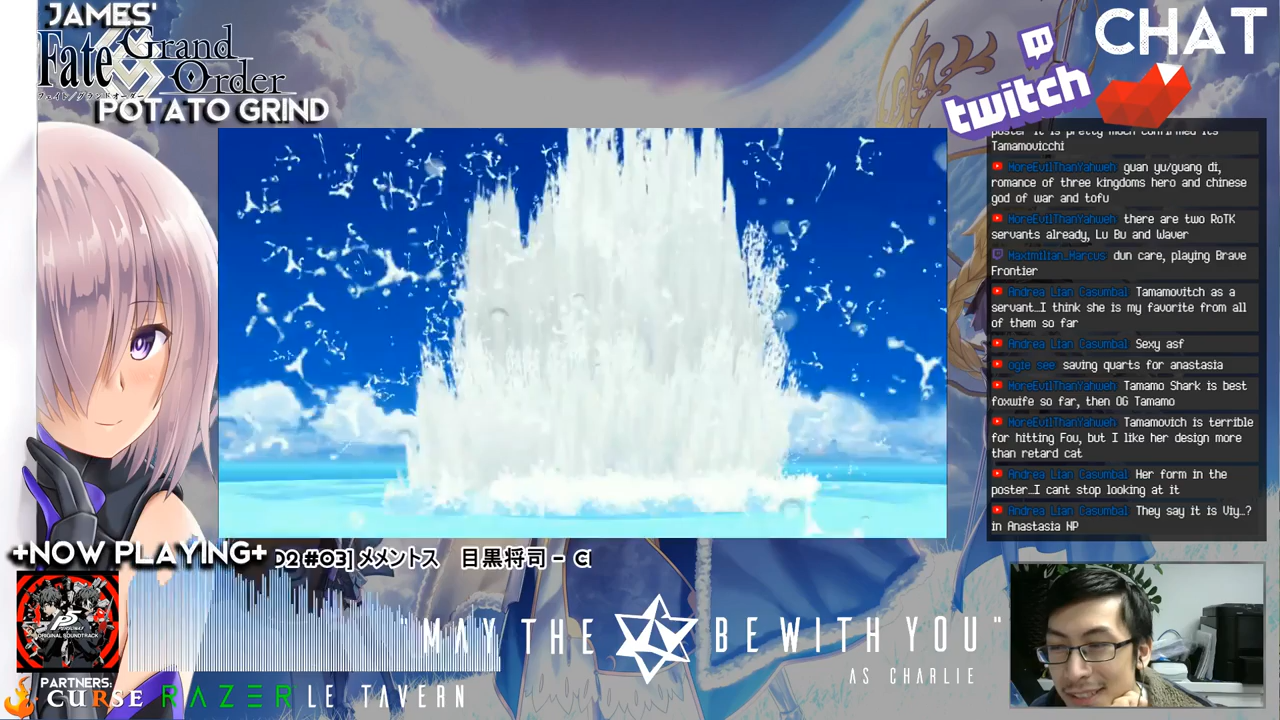 JAMES'
Fate
Grand
Order
フェイト/グランドオーダー
POTATO GRIND
CHAT
twitch
poster it is pretty much confirmed its
Tamamovicchi
MoreEvilThanYahweh guan yu/guang di,
romance of three kingdoms hero and chinese
god of war and tofu
MoreEvilThanYahweh there are two RoTK
servants already, Lu Bu and Waver
Maximilian_Marcus dun care, playing Brave
Frontier
Andrea Lian Casumbal Tamamovitch as a
servant...I think she is my favorite from all
of them so far
Andrea Lian Casumbal Sexy asf
ogie see saving quarts for anastasia
MoreEvilThanYahweh Tamamo Shark is best
foxwife so far, then OG Tamamo
MoreEvilThanYahweh Tamamovich is terrible
for hitting Fou, but I like her design more
than retard cat
Andrea Lian Casumbal Her form in the
poster...I cant stop looking at it
Andrea Lian Casumbal They say it is Viy...?
in Anastasia NP
+NOW PLAYING+
D2 #03] メメントス 目黒将司 -
P5
PERSONA5
ORIGINAL SOUNDTRACK
"MAY THE BE WITH YOU"
AS CHARLIE
PARTNERS:
CURSE RAZER LE TAVERN